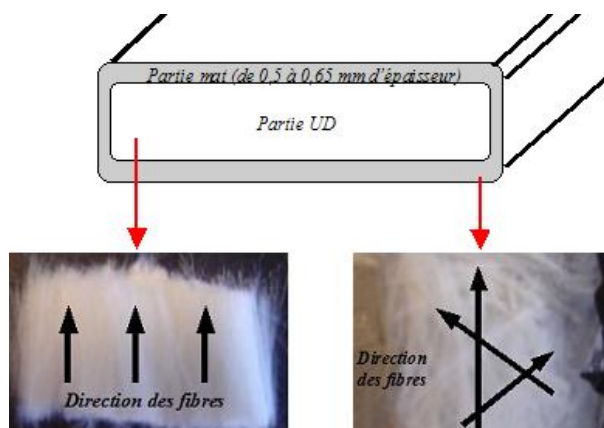 Partie mat (de 0,5 à 0,65 mm d'épaisseur)
Partie UD
Direction des fibres
Direction
des fibres